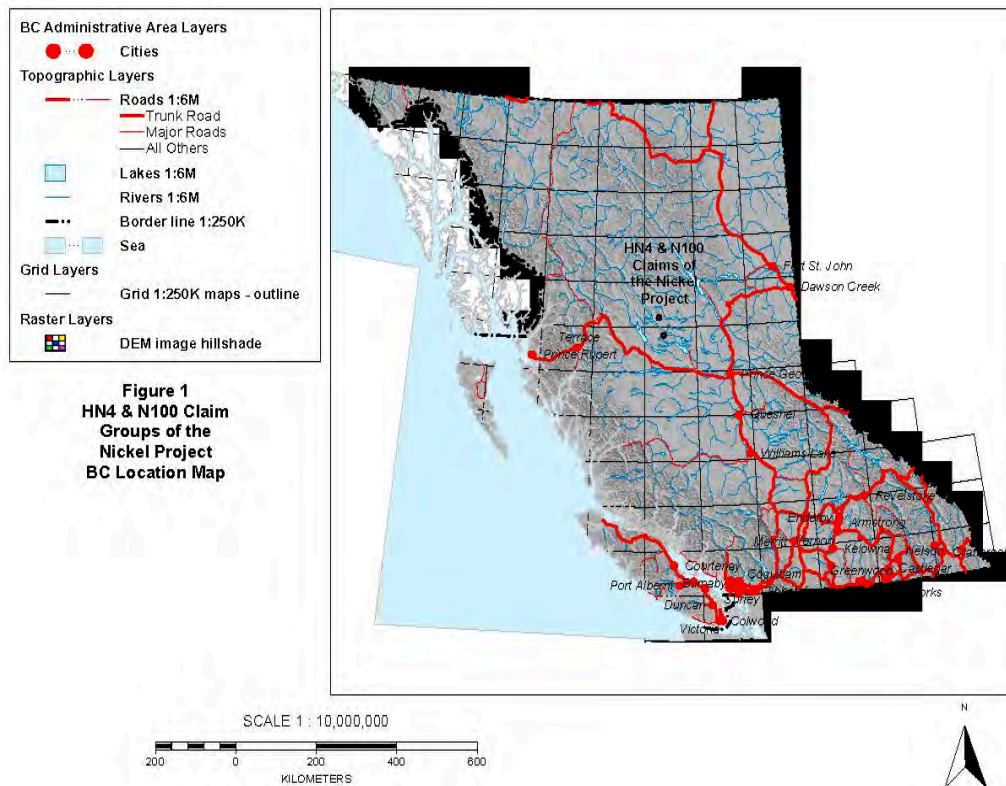 BC Administrative Area Layers
Cities
Topographic Layers
Roads 1:6M
Trunk Road
Major Roads
All Others
Lakes 1:6M
Rivers 1:6M
Border line 1:250K
Sea
Grid Layers
Grid 1:250K maps - outline
Raster Layers
DEM image hillshade
Figure 1
HN4 & N100 Claim
Groups of the
Nickel Project
BC Location Map
HN4 & N100
Claims of
the Nickel
Project
Fort St. John
Dawson Creek
Terrace
Prince Rupert
Prince Geor
Quesnel
Williams Lake
Revelstoke
Enderby
Armstrong
Merritt
Vernon
Kelowna
Nelson
Greenwood
Castlegar
Courtenay
Port Alberni
Burnaby
Coquitlam
Surrey
Duncan
Colwood
Victoria
SCALE 1 : 10,000,000
200 0 200 400 600
KILOMETERS
N